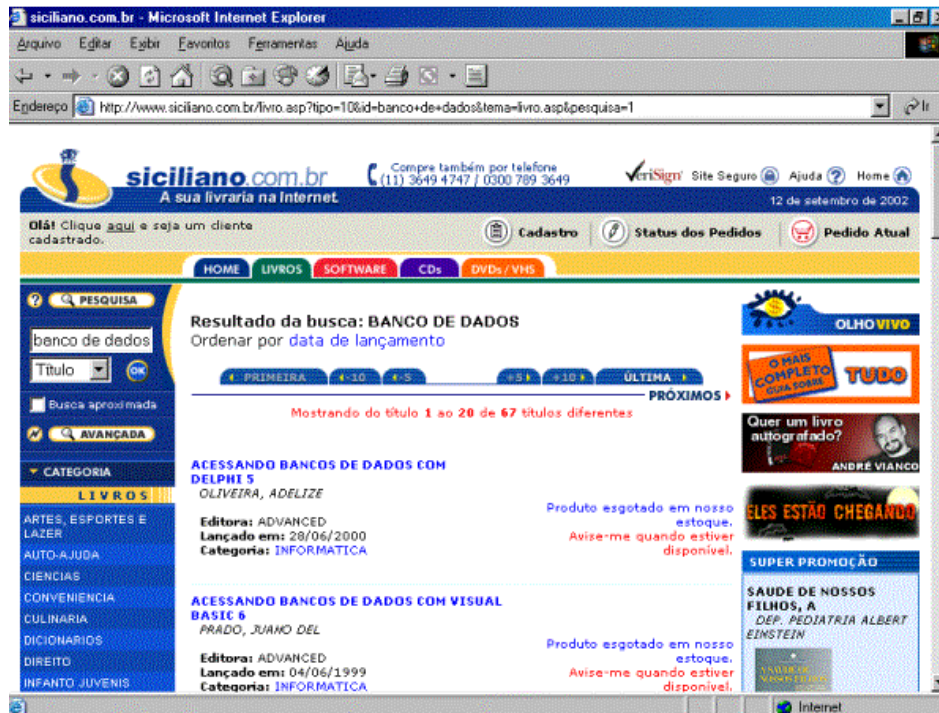 siciliano.com.br - Microsoft Internet Explorer
Arquivo Editar Exibir Favoritos Ferramentas Ajuda
Endereço http://www.siciliano.com.br/livro.asp?tipo=10&id=banco+de+dados&tema=livro.asp&pesquisa=1 Ir
siciliano.com.br
A sua livraria na Internet.
Compre também por telefone
(11) 3649 4747 / 0300 789 3649
VeriSign Site Seguro Ajuda Home
12 de setembro de 2002
Olá! Clique aqui e seja um cliente
cadastrado.
Cadastro Status dos Pedidos Pedido Atual
HOME LIVROS SOFTWARE CDs DVDs / VHS
PESQUISA
banco de dados
Título OK
Busca aproximada
AVANÇADA
CATEGORIA
LIVROS
ARTES, ESPORTES E
LAZER
AUTO-AJUDA
CIENCIAS
CONVENIENCIA
CULINARIA
DICIONARIOS
DIREITO
INFANTO JUVENIS
Resultado da busca: BANCO DE DADOS
Ordenar por data de lançamento
PRIMEIRA -10 -5 +5 +10 ÚLTIMA
PRÓXIMOS
Mostrando do título 1 ao 20 de 67 títulos diferentes
ACESSANDO BANCOS DE DADOS COM
DELPHI 5
OLIVEIRA, ADELIZE
Editora: ADVANCED
Lançado em: 28/06/2000
Categoria: INFORMATICA
Produto esgotado em nosso
estoque.
Avise-me quando estiver
disponível.
ACESSANDO BANCOS DE DADOS COM VISUAL
BASIC 6
PRADO, JUANO DEL
Editora: ADVANCED
Lançado em: 04/06/1999
Categoria: INFORMATICA
Produto esgotado em nosso
estoque.
Avise-me quando estiver
disponível.
OLHO VIVO
O MAIS
COMPLETO
GUIA SOBRE
TUDO
Quer um livro
autografado?
ANDRÉ VIANCO
ELES ESTÃO CHEGANDO
SUPER PROMOÇÃO
SAUDE DE NOSSOS
FILHOS, A
DEP. PEDIATRIA ALBERT
EINSTEIN
Internet